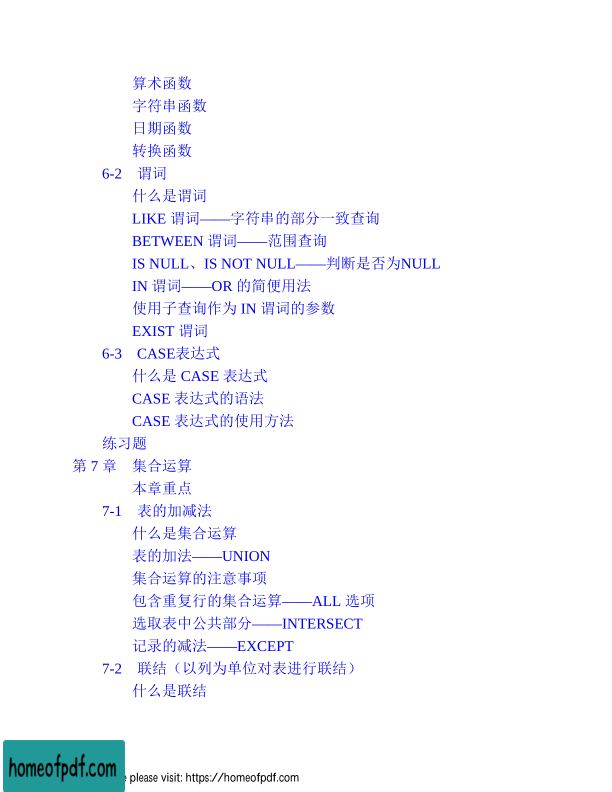 算术函数
字符串函数
日期函数
转换函数
6-2 谓词
什么是谓词
LIKE 谓词——字符串的部分一致查询
BETWEEN 谓词——范围查询
IS NULL、IS NOT NULL——判断是否为NULL
IN 谓词——OR 的简便用法
使用子查询作为 IN 谓词的参数
EXIST 谓词
6-3 CASE表达式
什么是 CASE 表达式
CASE 表达式的语法
CASE 表达式的使用方法
练习题
第 7 章 集合运算
本章重点
7-1 表的加减法
什么是集合运算
表的加法——UNION
集合运算的注意事项
包含重复行的集合运算——ALL 选项
选取表中公共部分——INTERSECT
记录的减法——EXCEPT
7-2 联结（以列为单位对表进行联结）
什么是联结
homeofpdf.com
please visit: https://homeofpdf.com